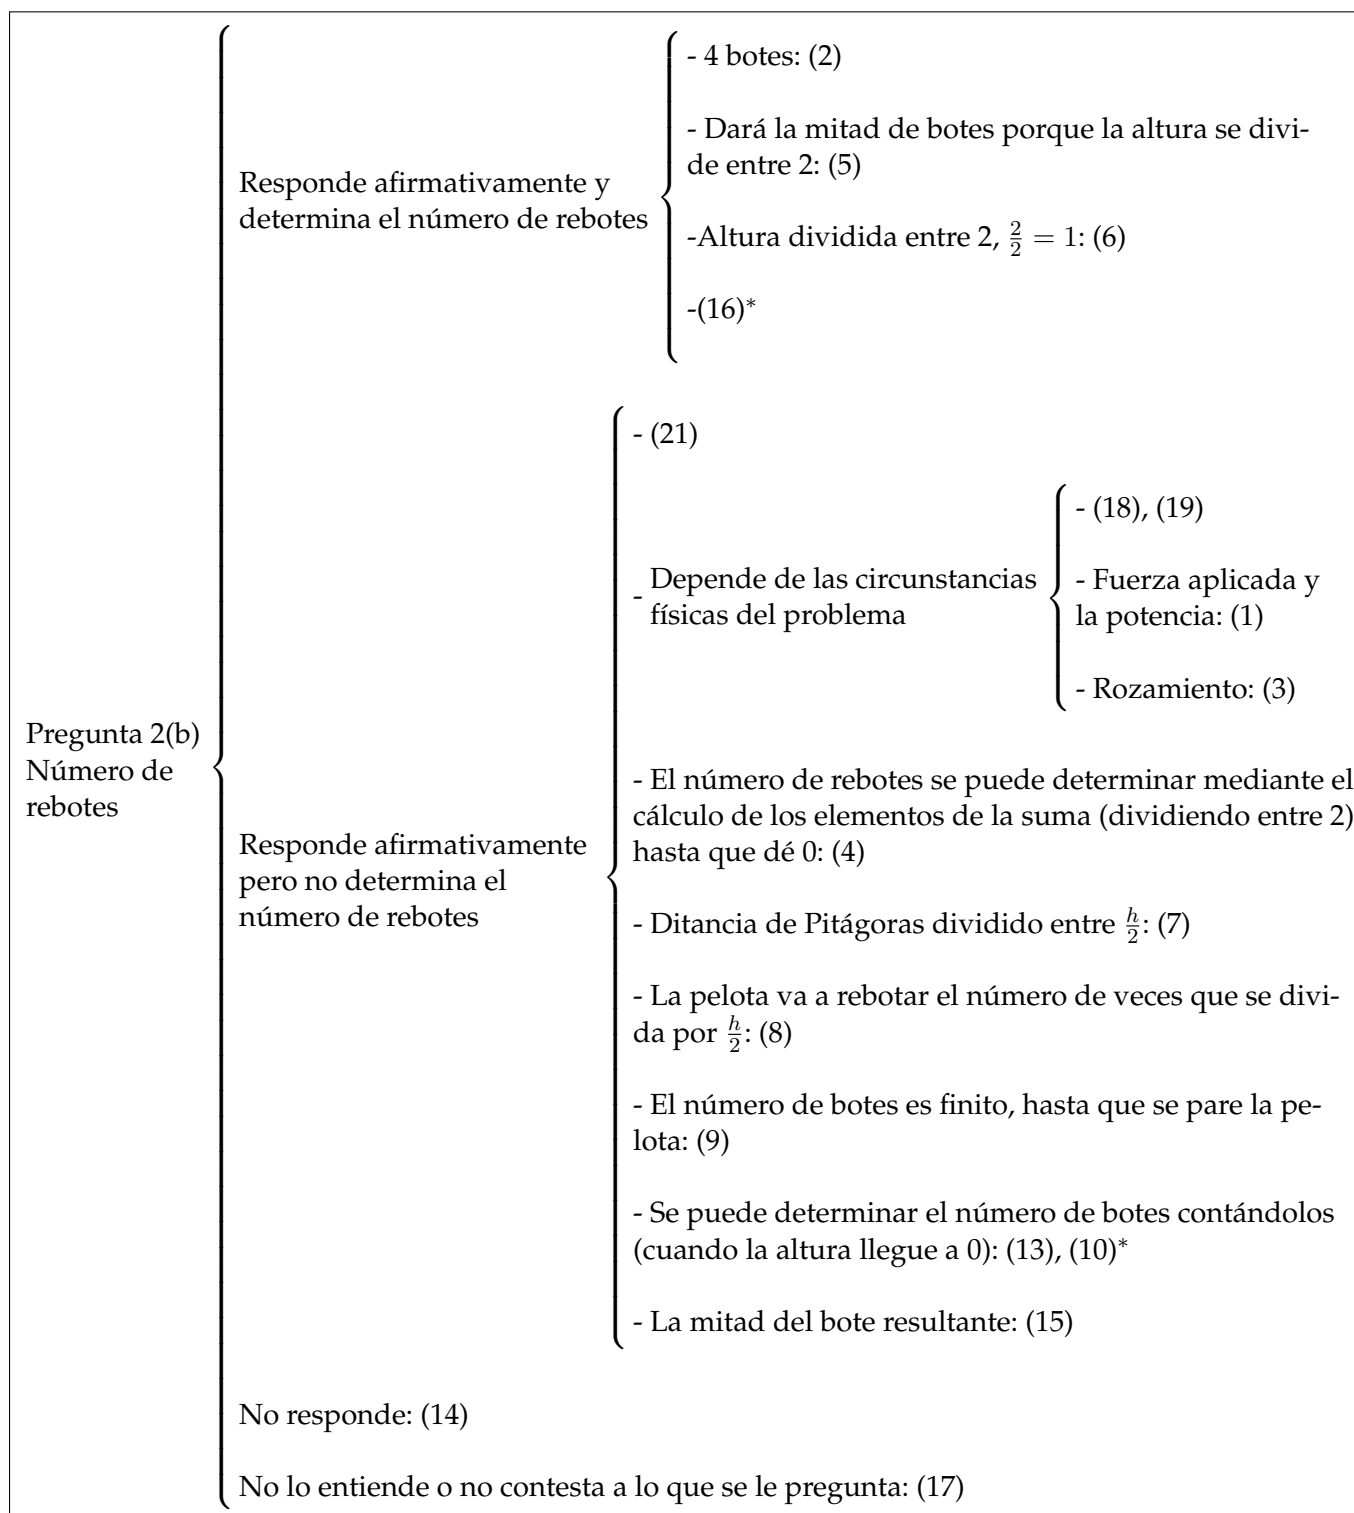 Pregunta 2(b)
Número de
rebotes
Responde afirmativamente y
determina el número de rebotes
- 4 botes: (2)
- Dará la mitad de botes porque la altura se divi-
de entre 2: (5)
-Altura dividida entre 2, $\frac{2}{2} = 1$: (6)
-(16)*
Responde afirmativamente
pero no determina el
número de rebotes
- (21)
- Depende de las circunstancias
físicas del problema
- (18), (19)
- Fuerza aplicada y
la potencia: (1)
- Rozamiento: (3)
- El número de rebotes se puede determinar mediante el
cálculo de los elementos de la suma (dividiendo entre 2)
hasta que dé 0: (4)
- Ditancia de Pitágoras dividido entre $\frac{h}{2}$: (7)
- La pelota va a rebotar el número de veces que se divi-
da por $\frac{h}{2}$: (8)
- El número de botes es finito, hasta que se pare la pe-
lota: (9)
- Se puede determinar el número de botes contándolos
(cuando la altura llegue a 0): (13), (10)*
- La mitad del bote resultante: (15)
No responde: (14)
No lo entiende o no contesta a lo que se le pregunta: (17)